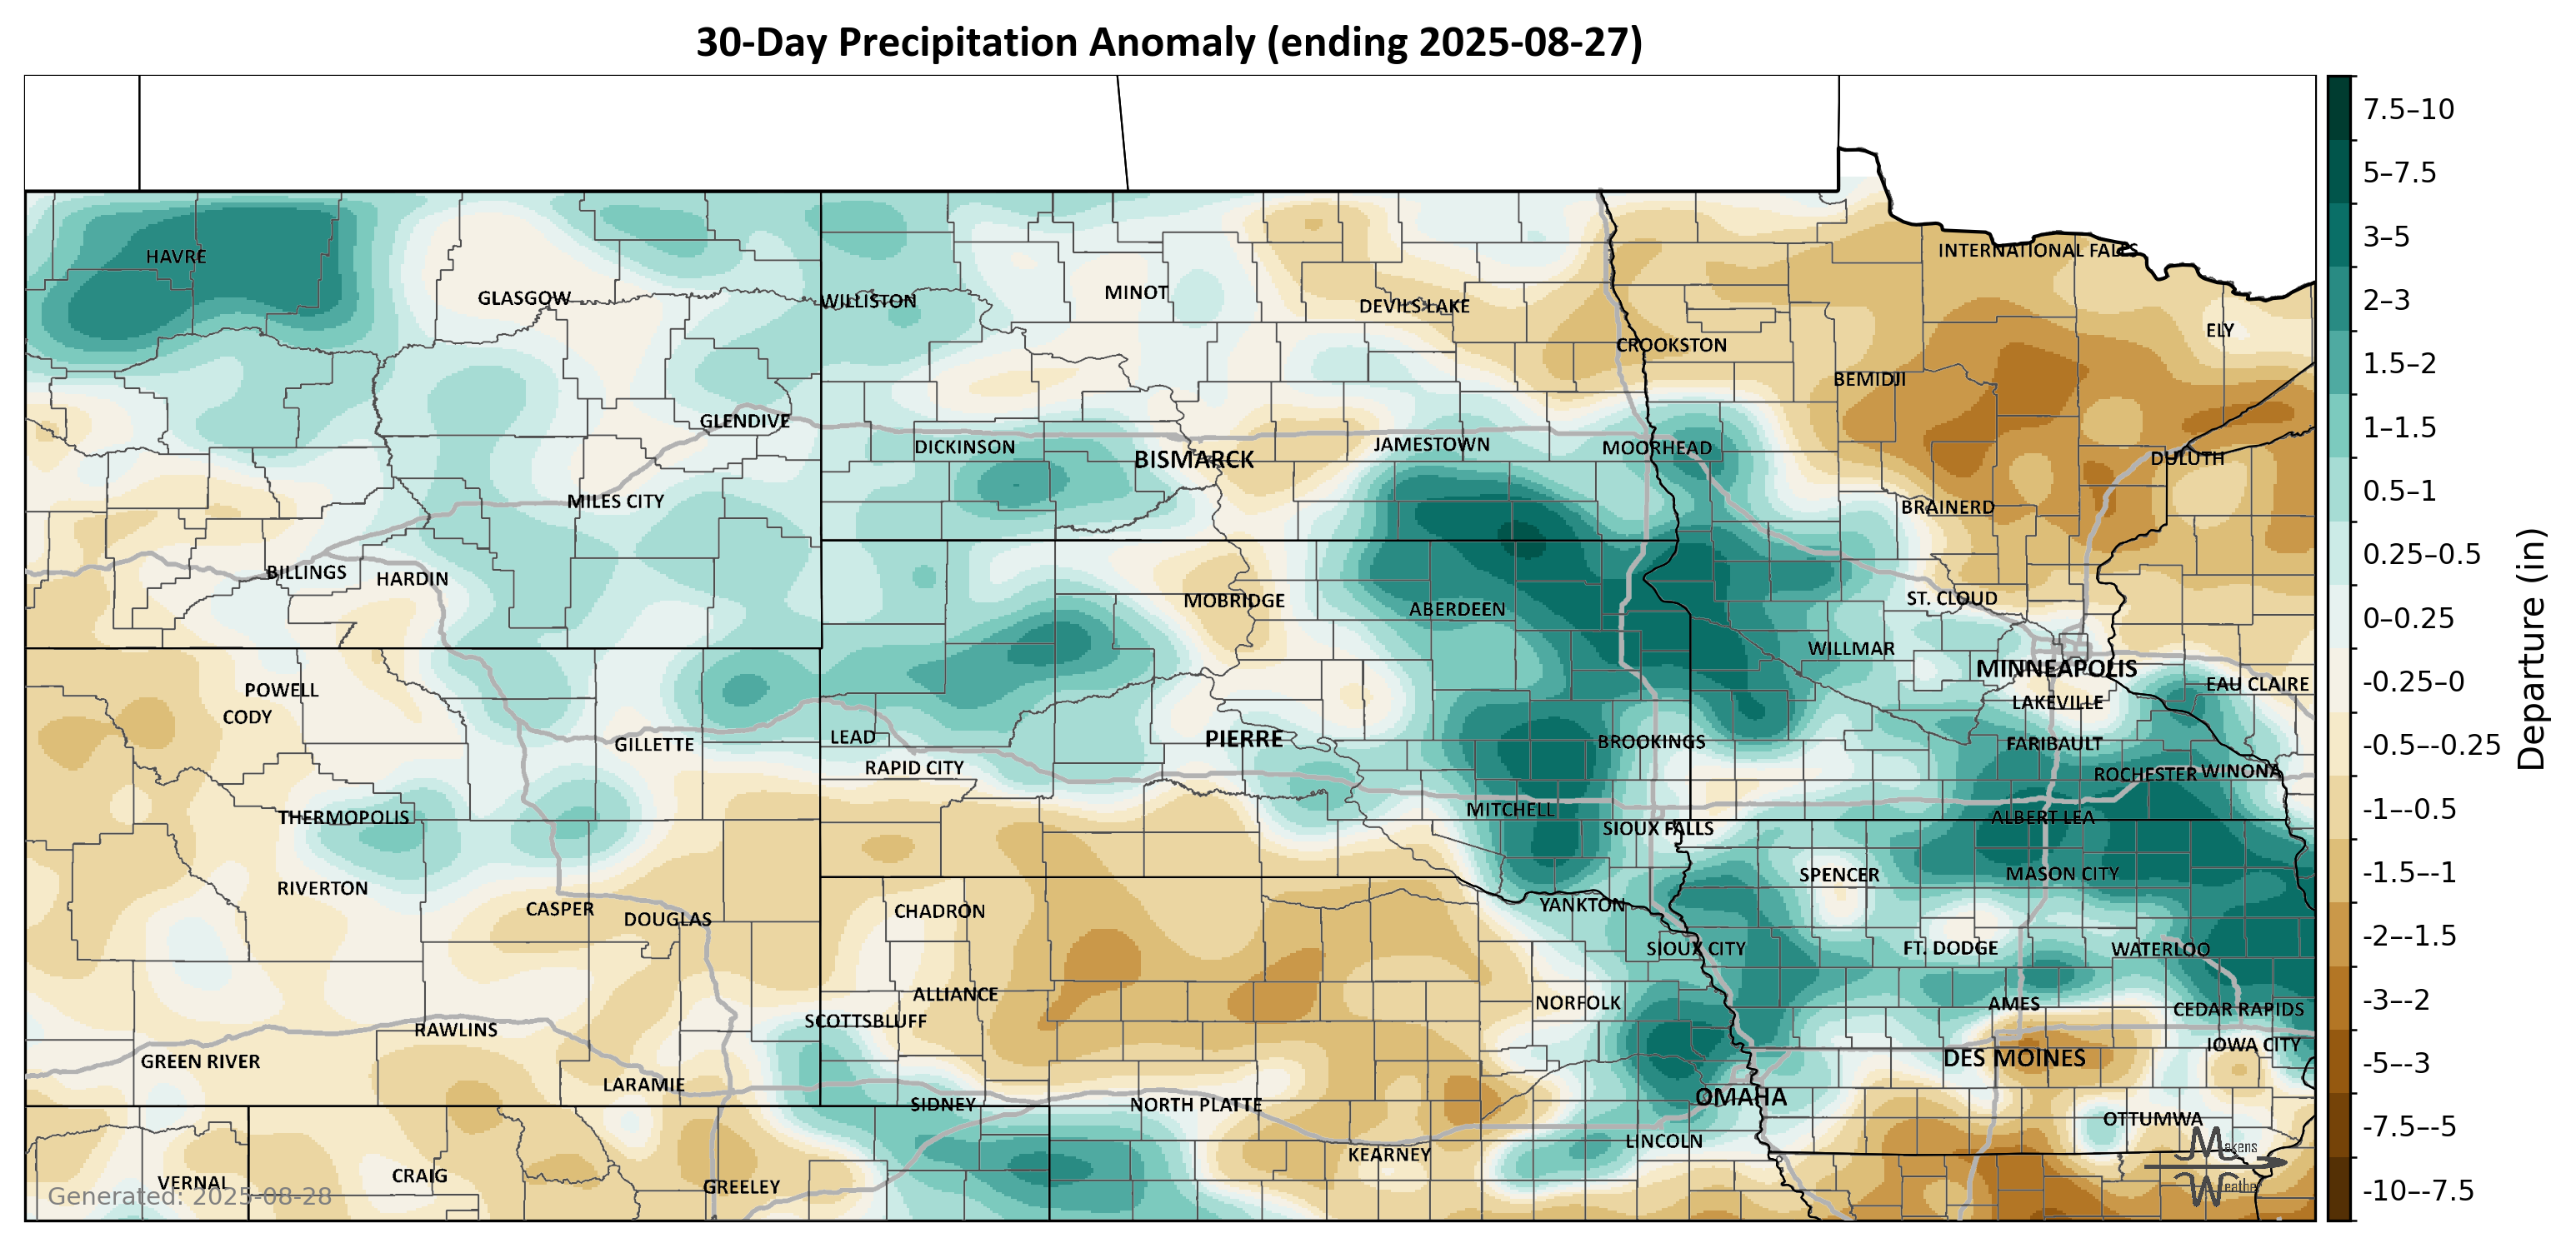 30-Day Precipitation Anomaly (ending 2025-08-27)
7.5–10
5–7.5
3–5
2–3
1.5–2
1–1.5
0.5–1
0.25–0.5
0–0.25
-0.25–0
-0.5–-0.25
-1–-0.5
-1.5–-1
-2–-1.5
-3–-2
-5–-3
-7.5–-5
-10–-7.5
Departure (in)
INTERNATIONAL FALLS
HAVRE
GLASGOW
WILLISTON
MINOT
DEVILS LAKE
ELY
CROOKSTON
BEMIDJI
GLENDIVE
DICKINSON
BISMARCK
JAMESTOWN
MOORHEAD
DULUTH
MILES CITY
BRAINERD
BILLINGS
HARDIN
MOBRIDGE
ABERDEEN
ST. CLOUD
WILLMAR
MINNEAPOLIS
POWELL
CODY
EAU CLAIRE
LAKEVILLE
GILLETTE
LEAD
PIERRE
BROOKINGS
FARIBAULT
RAPID CITY
ROCHESTER
WINONA
THERMOPOLIS
MITCHELL
SIOUX FALLS
ALBERT LEA
RIVERTON
SPENCER
MASON CITY
CASPER
DOUGLAS
CHADRON
YANKTON
SIOUX CITY
FT. DODGE
WATERLOO
ALLIANCE
NORFOLK
AMES
CEDAR RAPIDS
SCOTTSBLUFF
RAWLINS
GREEN RIVER
DES MOINES
IOWA CITY
LARAMIE
SIDNEY
NORTH PLATTE
OMAHA
OTTUMWA
LINCOLN
KEARNEY
VERNAL
CRAIG
GREELEY
Makens
Weather
Generated: 2025-08-28